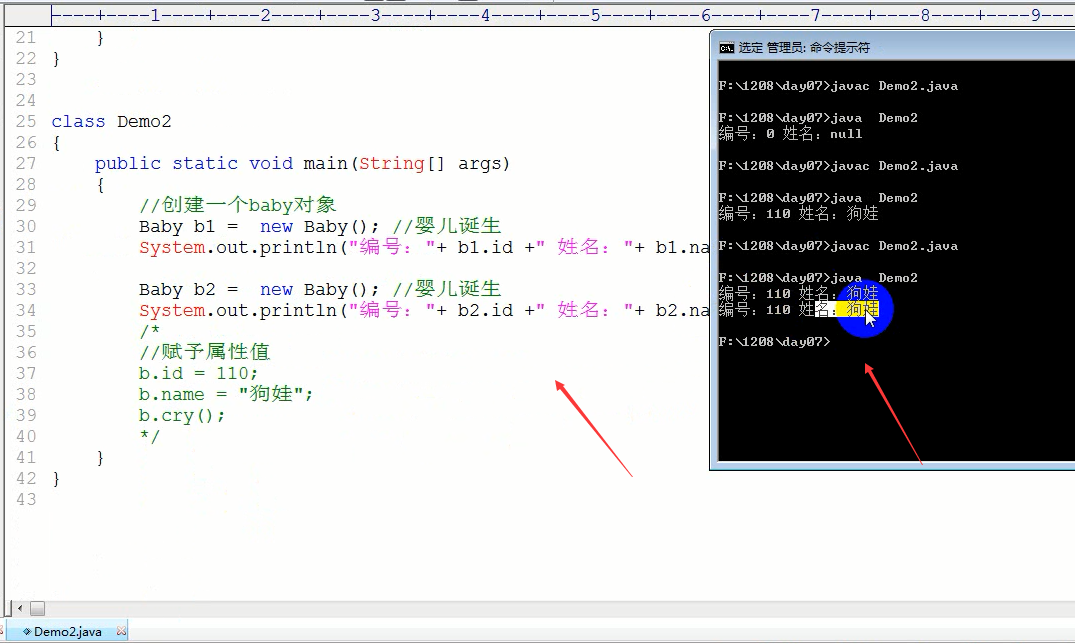 ----+----1----+----2----+----3----+----4----+----5----+----6----+----7----+----8----+----9---
21 }
22 }
23
24
25 class Demo2
26 {
27 public static void main(String[] args)
28 {
29 //创建一个baby对象
30 Baby b1 =  new Baby(); //婴儿诞生
31 System.out.println("编号："+ b1.id +" 姓名："+ b1.na
32
33 Baby b2 =  new Baby(); //婴儿诞生
34 System.out.println("编号："+ b2.id +" 姓名："+ b2.na
35 /*
36 //赋予属性值
37 b.id = 110;
38 b.name = "狗娃";
39 b.cry();
40 */
41 }
42 }
43
Demo2.java
选定 管理员: 命令提示符
F:\1208\day07>javac  Demo2.java
F:\1208\day07>java  Demo2
编号：0 姓名：null
F:\1208\day07>javac  Demo2.java
F:\1208\day07>java  Demo2
编号：110 姓名：狗娃
F:\1208\day07>javac  Demo2.java
F:\1208\day07>java  Demo2
编号：110 姓名：狗娃
编号：110 姓名：狗娃
F:\1208\day07>